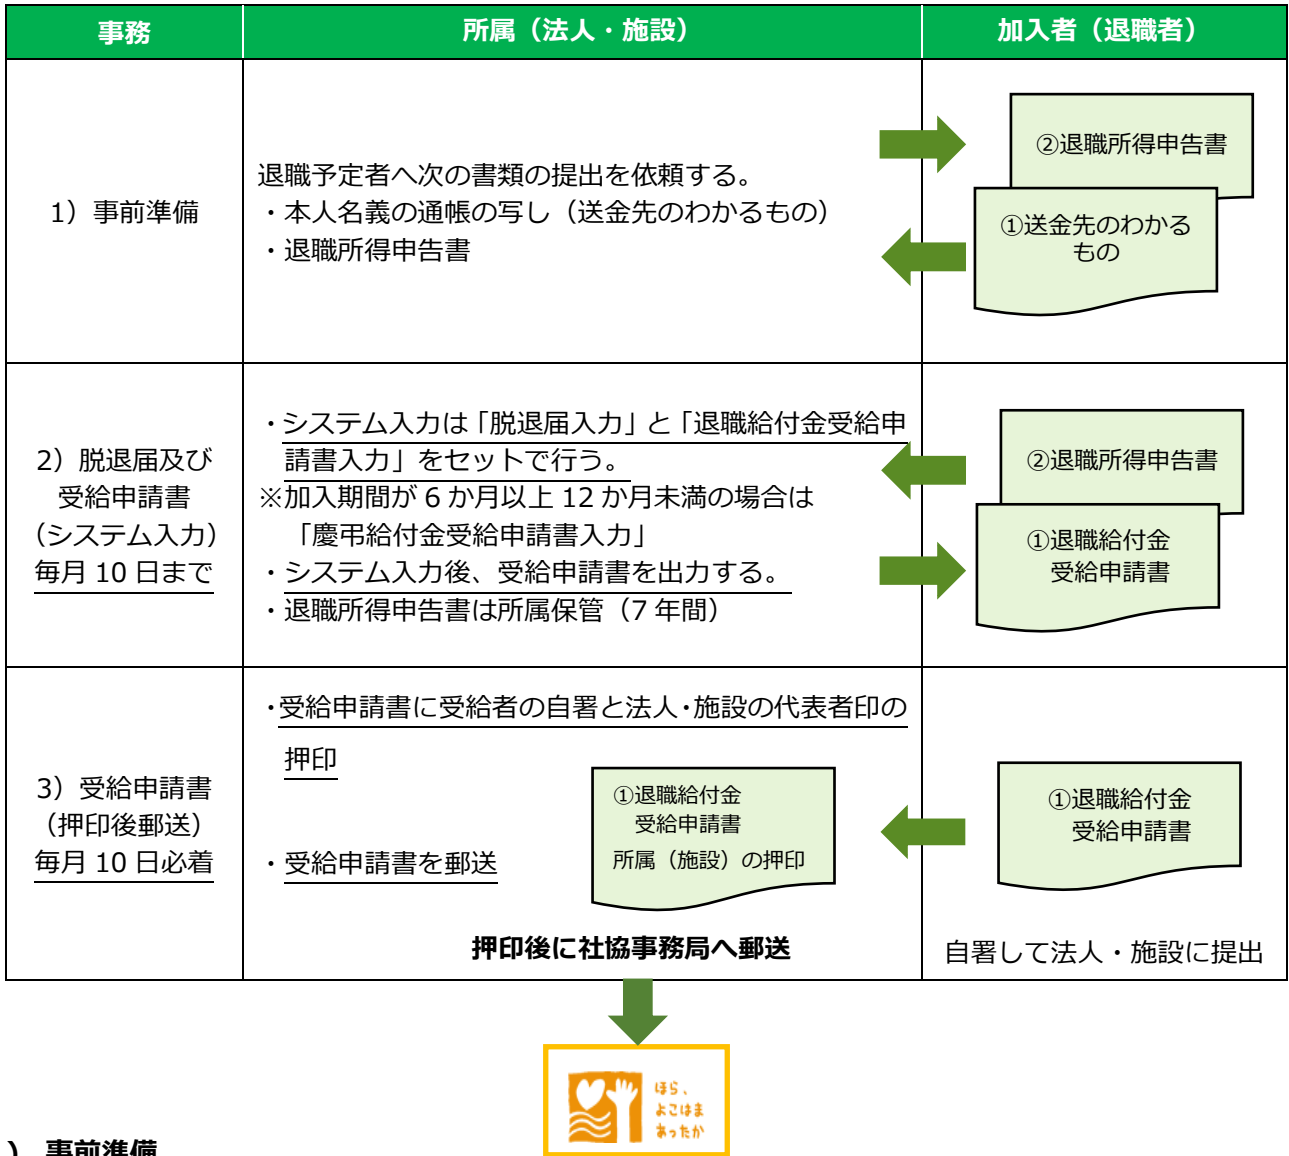 事務
所属（法人・施設）
加入者（退職者）
1）事前準備
退職予定者へ次の書類の提出を依頼する。
・本人名義の通帳の写し（送金先のわかるもの）
・退職所得申告書
②退職所得申告書
①送金先のわかる
もの
2）脱退届及び
受給申請書
（システム入力）
毎月 10 日まで
・システム入力は「脱退届入力」と「退職給付金受給申
請書入力」をセットで行う。
※加入期間が 6 か月以上 12 か月未満の場合は
「慶弔給付金受給申請書入力」
・システム入力後、受給申請書を出力する。
・退職所得申告書は所属保管（7 年間）
②退職所得申告書
①退職給付金
受給申請書
3）受給申請書
（押印後郵送）
毎月 10 日必着
・受給申請書に受給者の自署と法人・施設の代表者印の
押印
・受給申請書を郵送
①退職給付金
受給申請書
所属（施設）の押印
押印後に社協事務局へ郵送
①退職給付金
受給申請書
自署して法人・施設に提出
ほら、
よこはま
あったか
） 事前準備